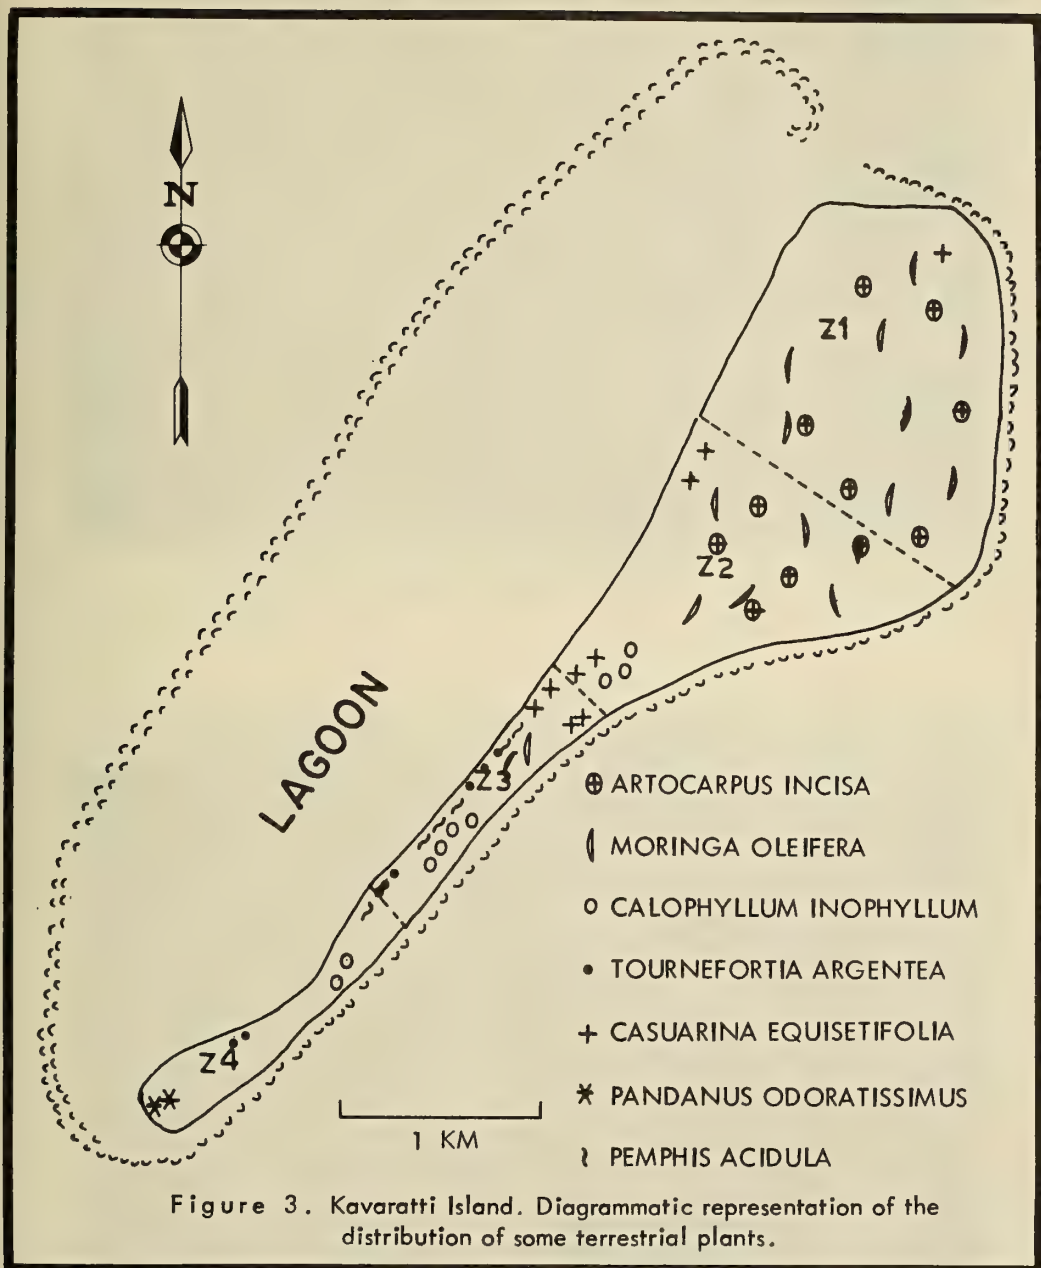 N
Z1
Z2
LAGOON
Z3
Z4
ARTOCARPUS INCISA
MORINGA OLEIFERA
CALOPHYLLUM INOPHYLLUM
TOURNEFORTIA ARGENTEA
CASUARINA EQUISETIFOLIA
PANDANUS ODORATISSIMUS
PEMPHIS ACIDULA
1 KM
Figure 3. Kavaratti Island. Diagrammatic representation of the
distribution of some terrestrial plants.